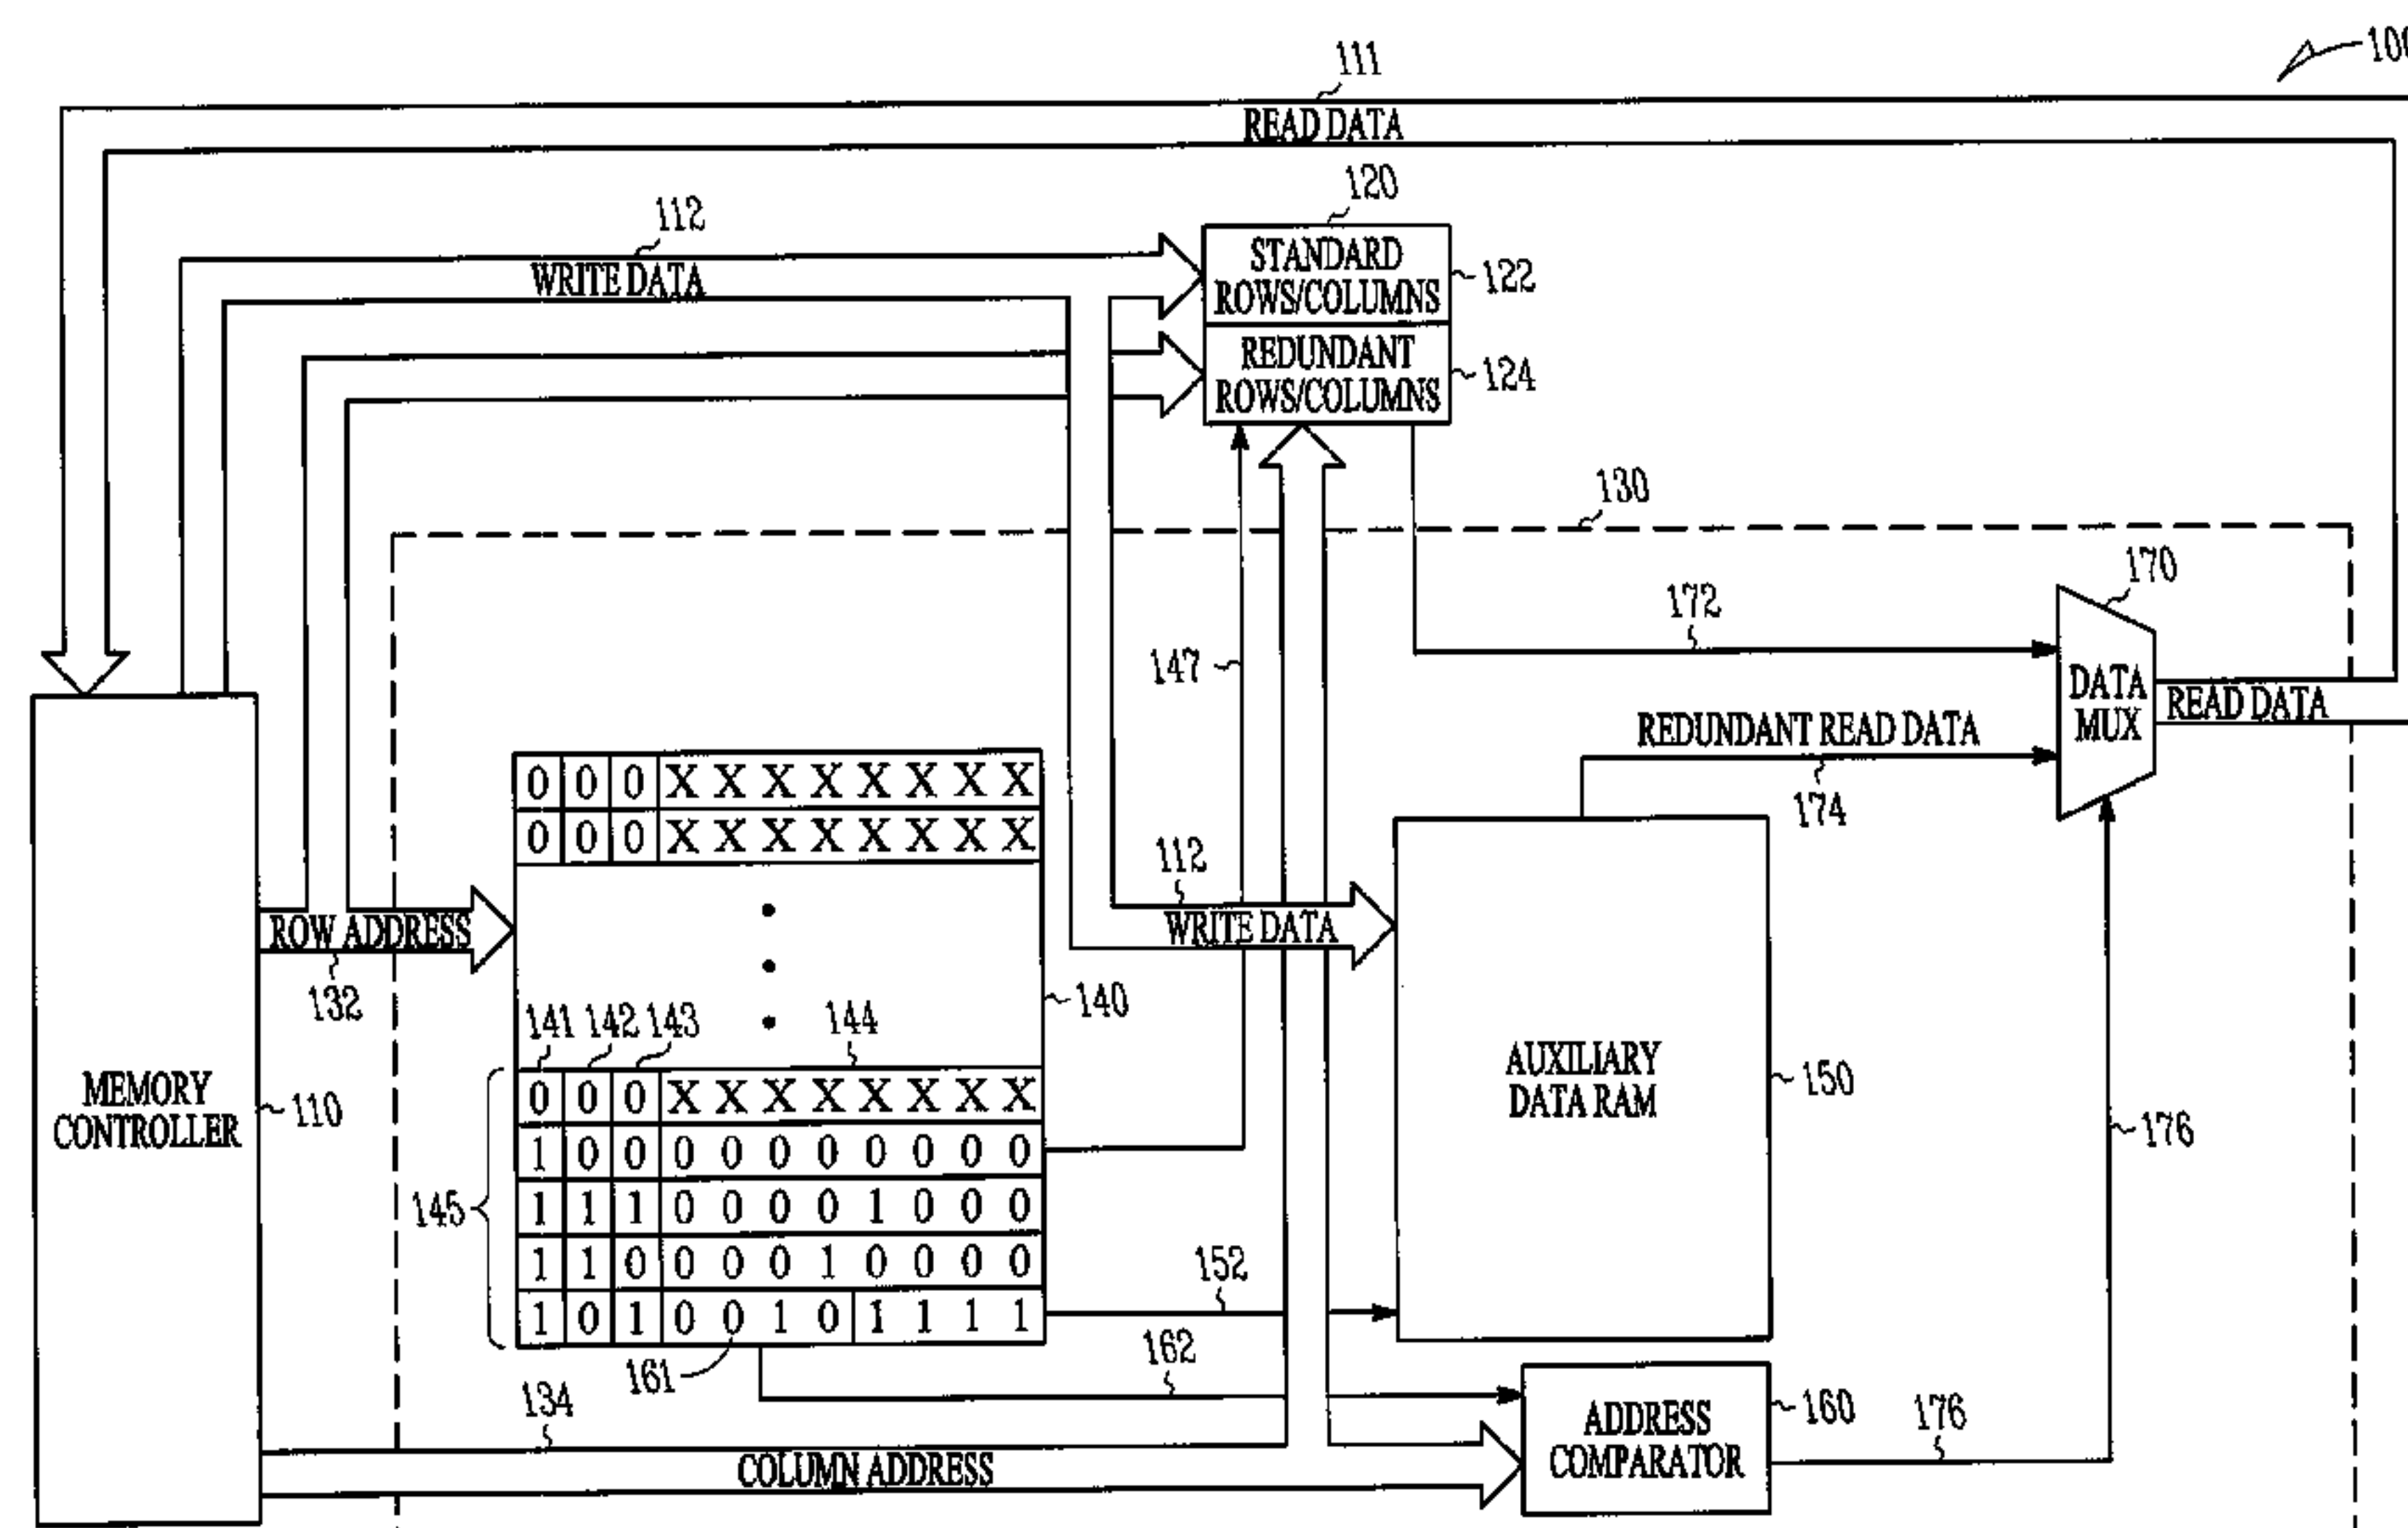 100
111
READ DATA
120
112
WRITE DATA
STANDARD
ROWS/COLUMNS
122
REDUNDANT
ROWS/COLUMNS
124
130
170
172
147
DATA
MUX
READ DATA
REDUNDANT READ DATA
174
0 0 0 X X X X X X X X
0 0 0 X X X X X X X X
112
WRITE DATA
ROW ADDRESS
132
140
141 142 143 144
MEMORY
CONTROLLER
110
AUXILIARY
DATA RAM
150
176
145
0 0 0 X X X X X X X X
1 0 0 0 0 0 0 0 0 0 0
1 1 1 0 0 0 0 1 0 0 0
1 1 0 0 0 0 1 0 0 0 0
1 0 1 0 0 1 0 1 1 1 1
152
161
162
134
COLUMN ADDRESS
ADDRESS
COMPARATOR
160
176